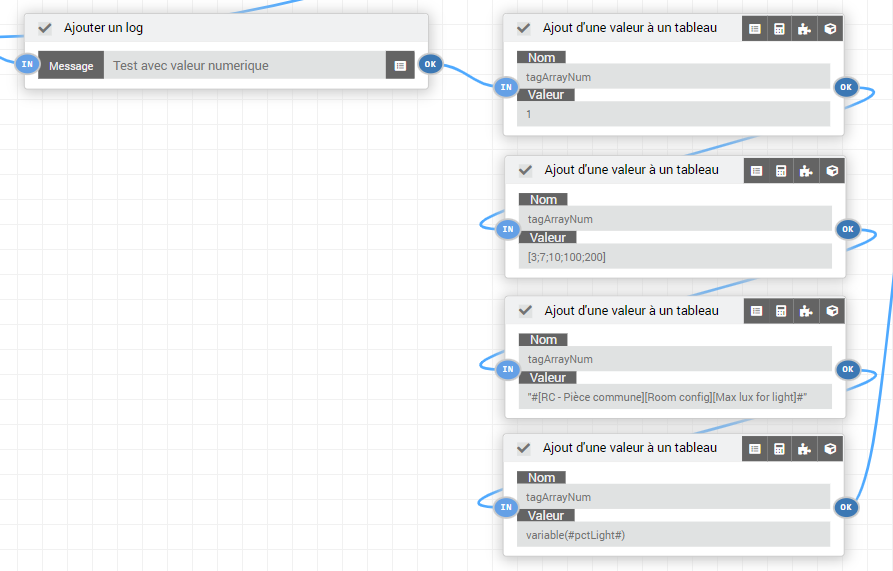 Ajouter un log
IN
Message
Test avec valeur numerique
OK
Ajout d'une valeur à un tableau
Nom
tagArrayNum
IN
OK
Valeur
1
Ajout d'une valeur à un tableau
Nom
tagArrayNum
IN
OK
Valeur
[3;7;10;100;200]
Ajout d'une valeur à un tableau
Nom
tagArrayNum
IN
OK
Valeur
"#[RC - Pièce commune][Room config][Max lux for light]#"
Ajout d'une valeur à un tableau
Nom
tagArrayNum
IN
OK
Valeur
variable(#pctLight#)